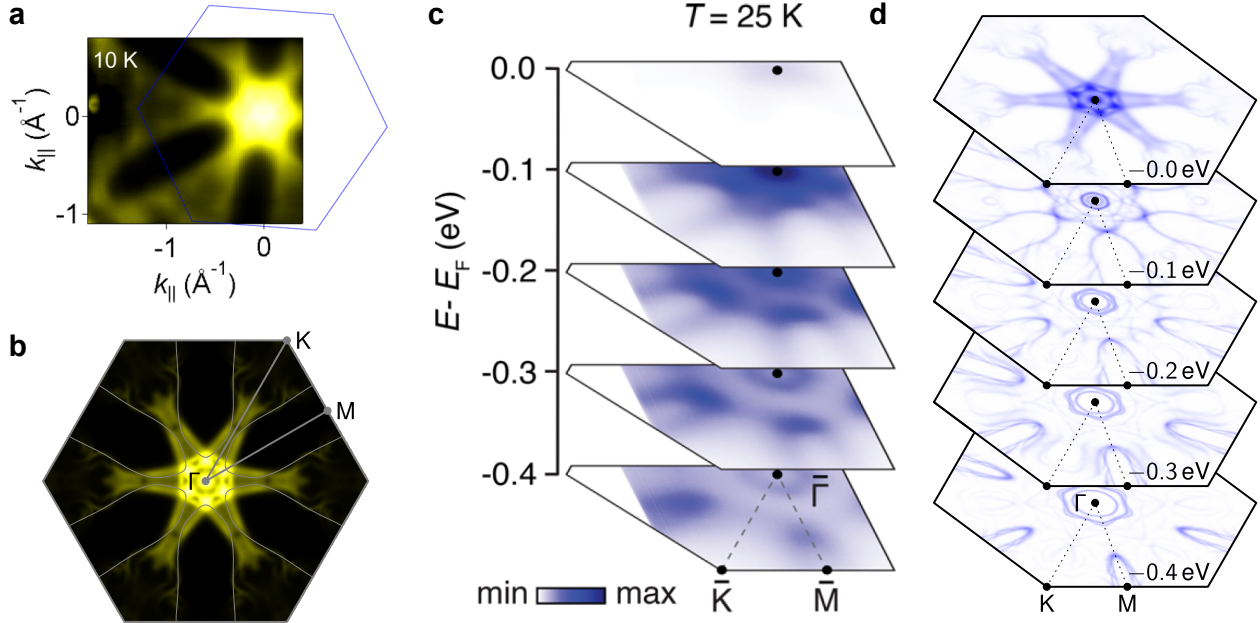 a
10 K
0
-1
k|| (Å⁻¹)
-1
0
k|| (Å⁻¹)
b
K
M
Γ
c
T = 25 K
0.0
-0.1
-0.2
-0.3
-0.4
E- E_F (eV)
Γ̄
K̄
M̄
min
max
d
−0.0 eV
−0.1 eV
−0.2 eV
−0.3 eV
Γ
−0.4 eV
K
M